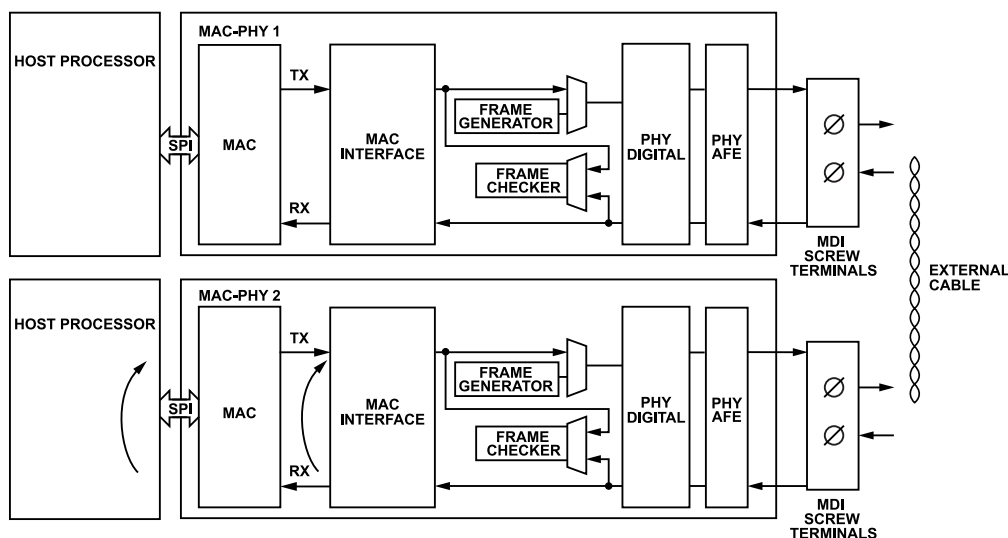 HOST PROCESSOR
MAC-PHY 1
SPI
MAC
TX
RX
MAC
INTERFACE
FRAME
GENERATOR
FRAME
CHECKER
PHY
DIGITAL
PHY
AFE
MDI
SCREW
TERMINALS
EXTERNAL
CABLE
HOST PROCESSOR
MAC-PHY 2
SPI
MAC
TX
RX
MAC
INTERFACE
FRAME
GENERATOR
FRAME
CHECKER
PHY
DIGITAL
PHY
AFE
MDI
SCREW
TERMINALS